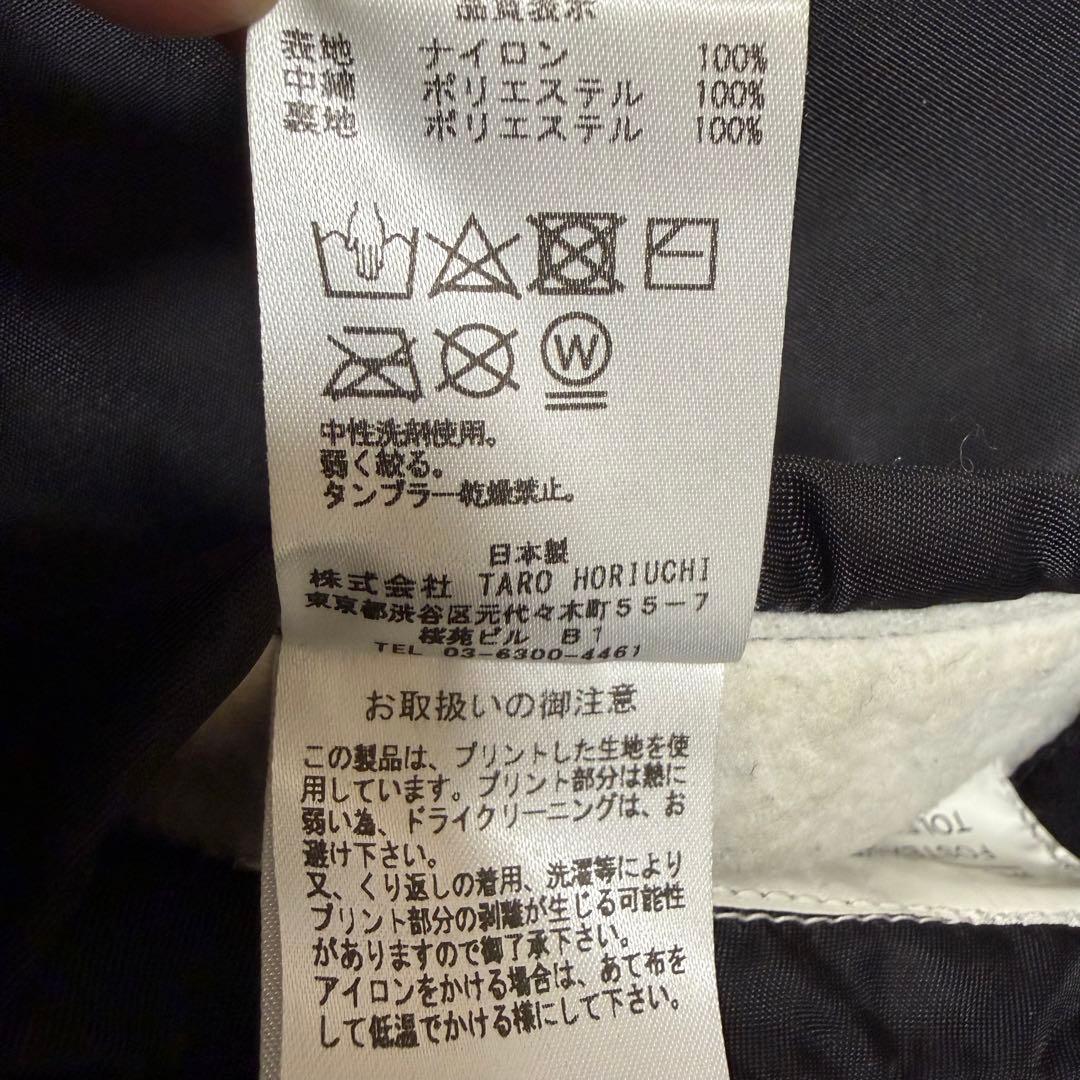 品質表示
表地 ナイロン 100%
中綿 ポリエステル 100%
裏地 ポリエステル 100%
W
中性洗剤使用。
弱く絞る。
タンブラー乾燥禁止。
日本製
株式会社 TARO HORIUCHI
東京都渋谷区元代々木町55-7
桜苑ビル B1
TEL 03-6300-4461
お取扱いの御注意
この製品は、プリントした生地を使
用しています。プリント部分は熱に
弱い為、ドライクリーニングは、お
避け下さい。
又、くり返しの着用、洗濯等により
プリント部分の剥離が生じる可能性
がありますので御了承下さい。
アイロンをかける場合は、あて布を
して低温でかける様にして下さい。